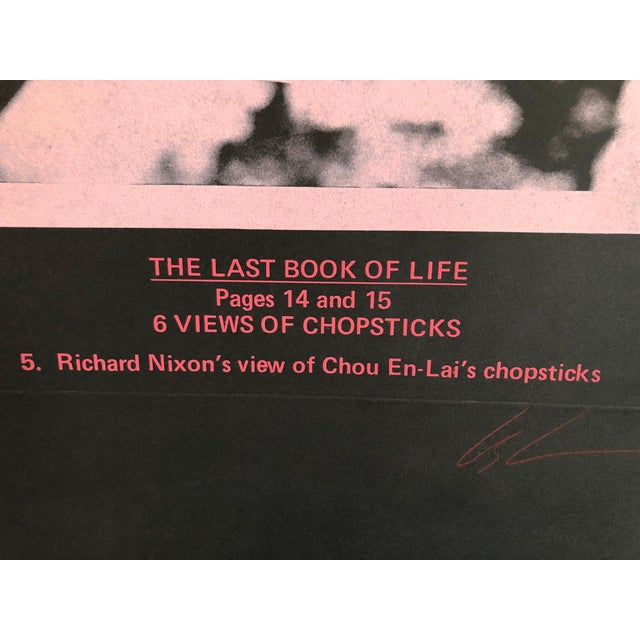 THE LAST BOOK OF LIFE
Pages 14 and 15
6 VIEWS OF CHOPSTICKS
5. Richard Nixon's view of Chou En-Lai's chopsticks